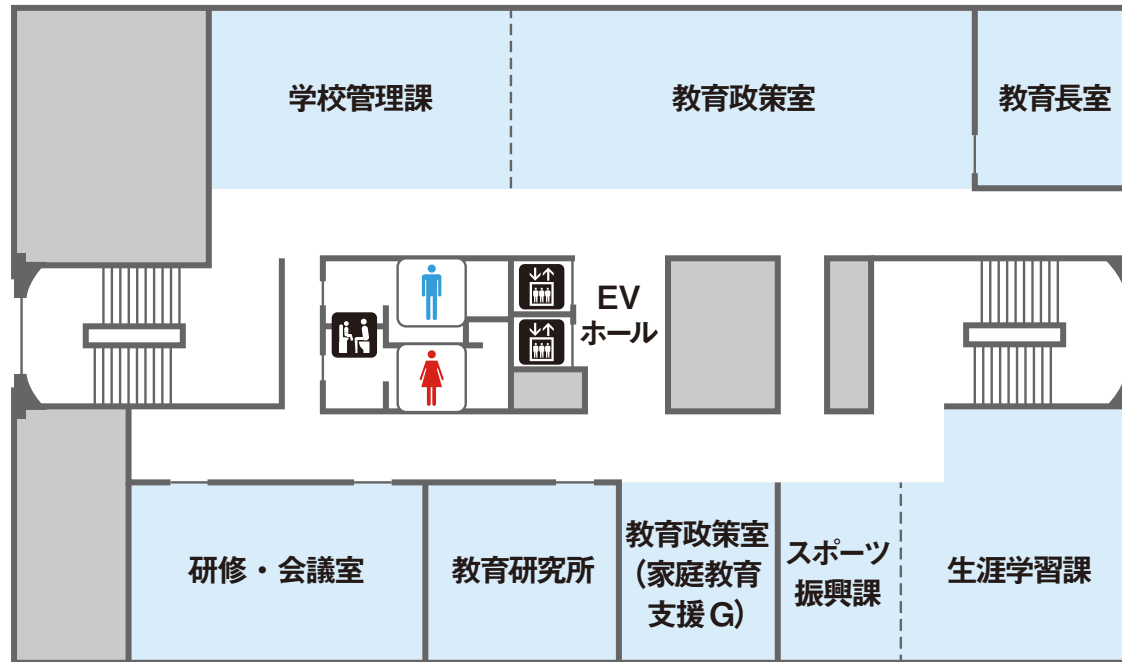 学校管理課
教育政策室
教育長室
EV
ホール
研修・会議室
教育研究所
教育政策室
(家庭教育
支援G)
スポーツ
振興課
生涯学習課